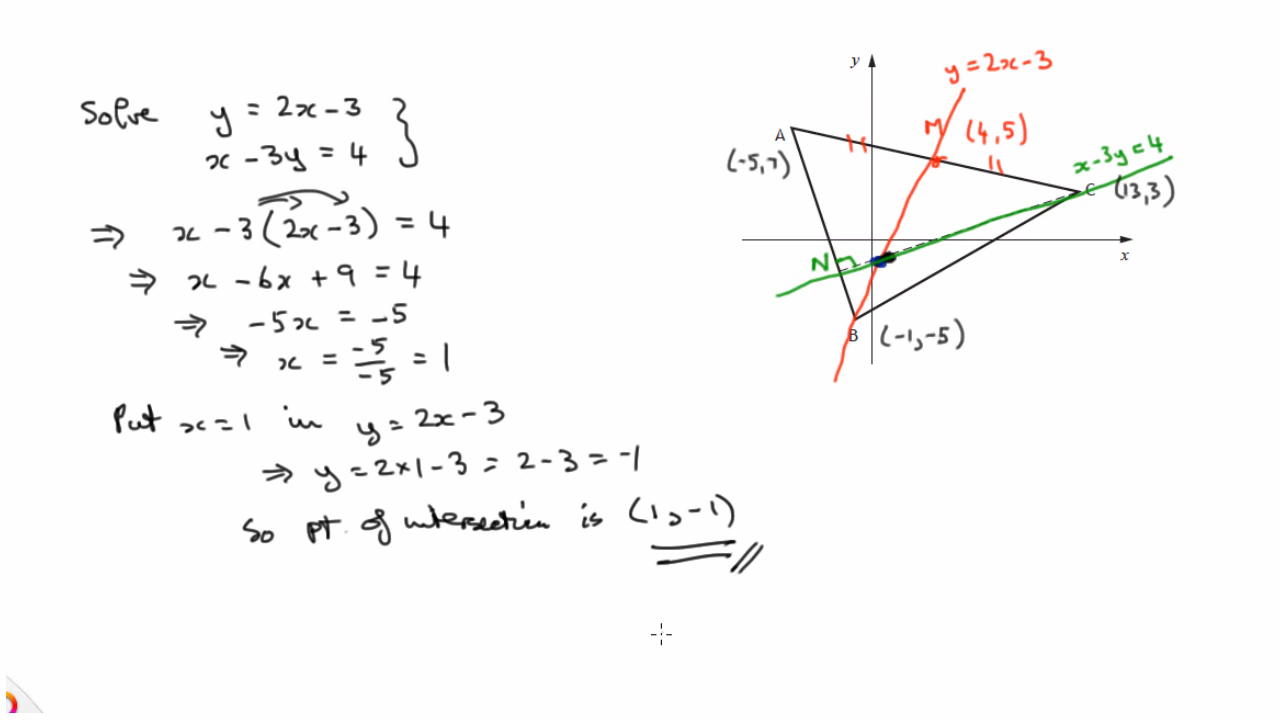 Solve y = 2x - 3 }
x - 3y = 4
⇒ x - 3(2x - 3) = 4
⇒ x - 6x + 9 = 4
⇒ -5x = -5
⇒ x = -5/-5 = 1
Put x = 1 in y = 2x - 3
⇒ y = 2×1 - 3 = 2 - 3 = -1
So pt. of intersection is (1, -1)
y
y = 2x - 3
A
(-5, 7)
M (4, 5)
x - 3y = 4
C (13, 3)
x
N
B (-1, -5)